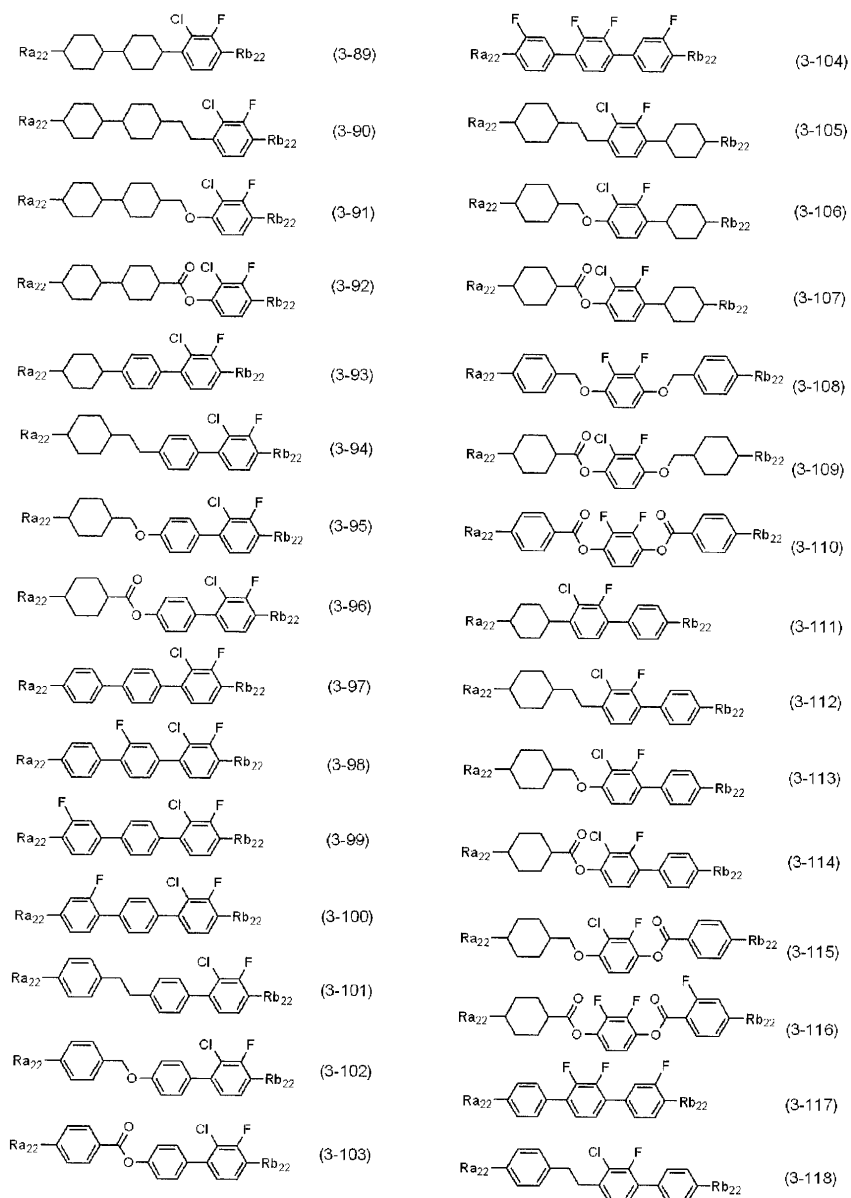 Cl F
Ra₂₂ Rb₂₂ (3-89)
Cl F
Ra₂₂ Rb₂₂ (3-90)
Cl F
Ra₂₂ O Rb₂₂ (3-91)
O Cl F
Ra₂₂ O Rb₂₂ (3-92)
Cl F
Ra₂₂ Rb₂₂ (3-93)
Cl F
Ra₂₂ Rb₂₂ (3-94)
Cl F
Ra₂₂ O Rb₂₂ (3-95)
O Cl F
Ra₂₂ O Rb₂₂ (3-96)
Cl F
Ra₂₂ Rb₂₂ (3-97)
F Cl F
Ra₂₂ Rb₂₂ (3-98)
F Cl F
Ra₂₂ Rb₂₂ (3-99)
F Cl F
Ra₂₂ Rb₂₂ (3-100)
Cl F
Ra₂₂ Rb₂₂ (3-101)
Cl F
Ra₂₂ O Rb₂₂ (3-102)
O Cl F
Ra₂₂ O Rb₂₂ (3-103)
F F F F
Ra₂₂ Rb₂₂ (3-104)
Cl F
Ra₂₂ Rb₂₂ (3-105)
Cl F
Ra₂₂ O Rb₂₂ (3-106)
O Cl F
Ra₂₂ O Rb₂₂ (3-107)
F F
Ra₂₂ O O Rb₂₂ (3-108)
O Cl F
Ra₂₂ O O Rb₂₂ (3-109)
O F F O
Ra₂₂ O O Rb₂₂ (3-110)
Cl F
Ra₂₂ Rb₂₂ (3-111)
Cl F
Ra₂₂ Rb₂₂ (3-112)
Cl F
Ra₂₂ O Rb₂₂ (3-113)
O Cl F
Ra₂₂ O Rb₂₂ (3-114)
Cl F O
Ra₂₂ O O Rb₂₂ (3-115)
O F F O F
Ra₂₂ O O Rb₂₂ (3-116)
F F F
Ra₂₂ Rb₂₂ (3-117)
Cl F
Ra₂₂ Rb₂₂ (3-118)